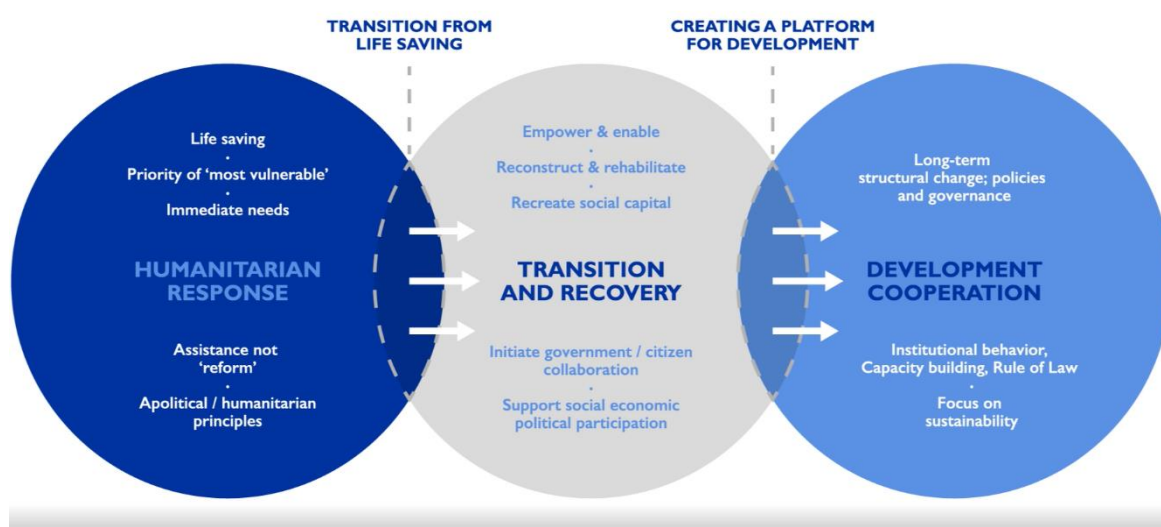 TRANSITION FROM
LIFE SAVING
CREATING A PLATFORM
FOR DEVELOPMENT
Life saving
·
Priority of ‘most vulnerable’
·
Immediate needs
HUMANITARIAN
RESPONSE
Assistance not
‘reform’
·
Apolitical / humanitarian
principles
Empower & enable
·
Reconstruct & rehabilitate
·
Recreate social capital
TRANSITION
AND RECOVERY
Initiate government / citizen
collaboration
·
Support social economic
political participation
Long-term
structural change; policies
and governance
DEVELOPMENT
COOPERATION
Institutional behavior,
Capacity building, Rule of Law
·
Focus on
sustainability